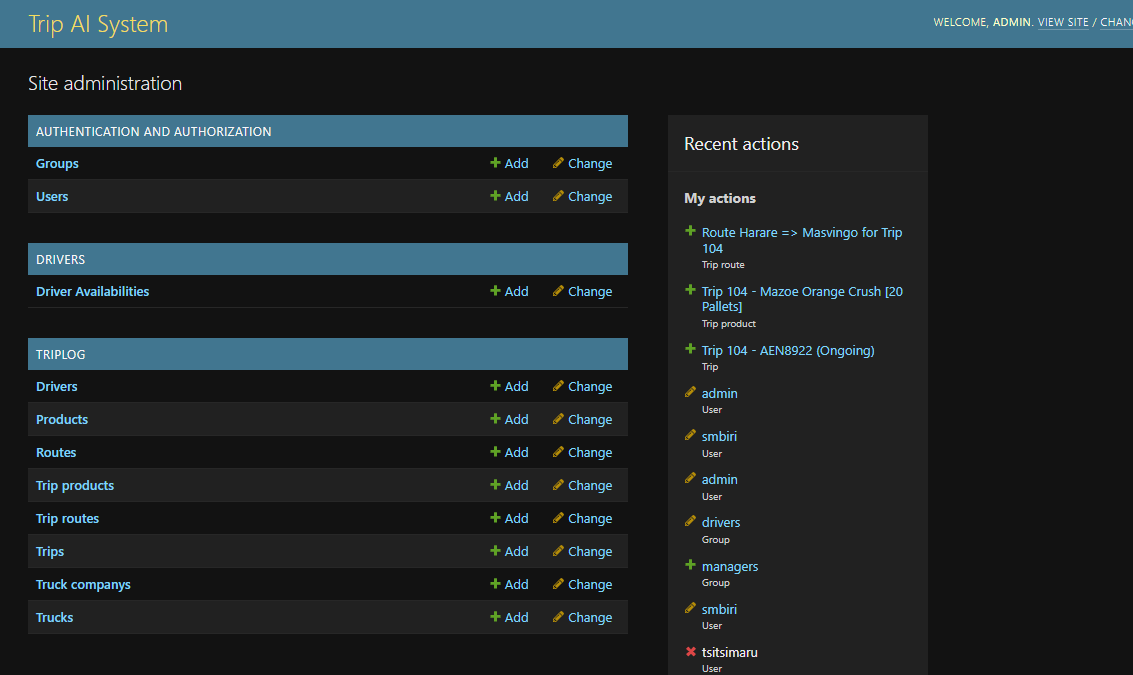 Trip AI System
WELCOME, ADMIN. VIEW SITE /
Site administration
AUTHENTICATION AND AUTHORIZATION
Groups Add Change
Users Add Change
DRIVERS
Driver Availabilities Add Change
TRIPLOG
Drivers Add Change
Products Add Change
Routes Add Change
Trip products Add Change
Trip routes Add Change
Trips Add Change
Truck companys Add Change
Trucks Add Change
Recent actions
My actions
Route Harare => Masvingo for Trip
104
Trip route
Trip 104 - Mazoe Orange Crush [20
Pallets]
Trip product
Trip 104 - AEN8922 (Ongoing)
Trip
admin
User
smbiri
User
admin
User
drivers
Group
managers
Group
smbiri
User
tsitsimaru
User